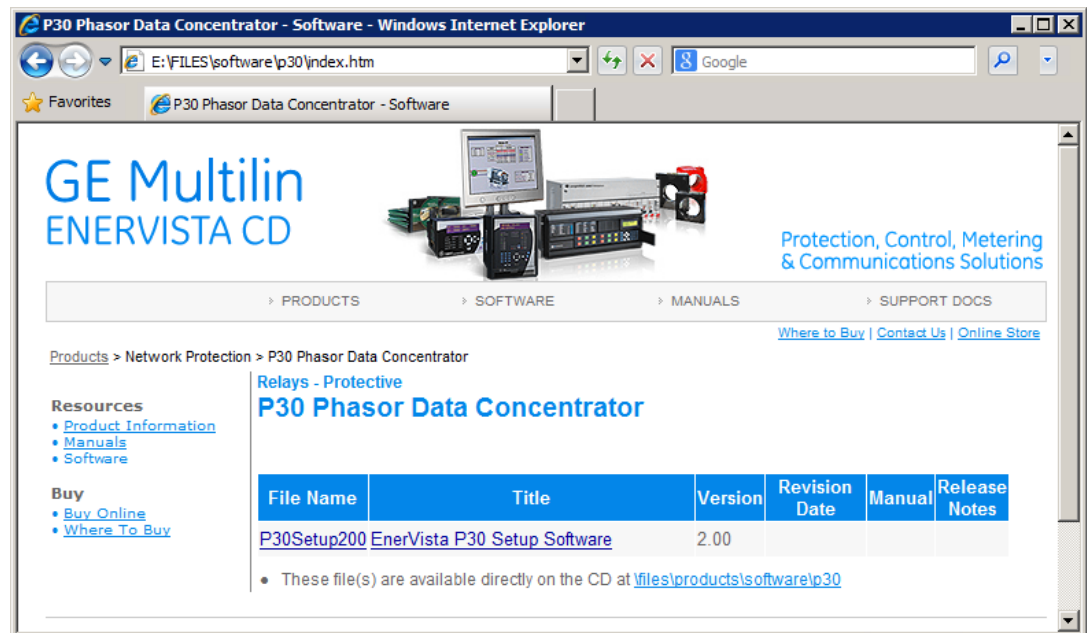 P30 Phasor Data Concentrator - Software - Windows Internet Explorer
E:\FILES\software\p30\index.htm
Google
Favorites
P30 Phasor Data Concentrator - Software
GE Multilin
ENERVISTA CD
Protection, Control, Metering
& Communications Solutions
PRODUCTS SOFTWARE MANUALS SUPPORT DOCS
Where to Buy | Contact Us | Online Store
Products > Network Protection > P30 Phasor Data Concentrator
Resources
• Product Information
• Manuals
• Software
Buy
• Buy Online
• Where To Buy
Relays - Protective
P30 Phasor Data Concentrator
File Name Title Version Revision Date Manual Release Notes
P30Setup200 EnerVista P30 Setup Software 2.00
• These file(s) are available directly on the CD at \files\products\software\p30